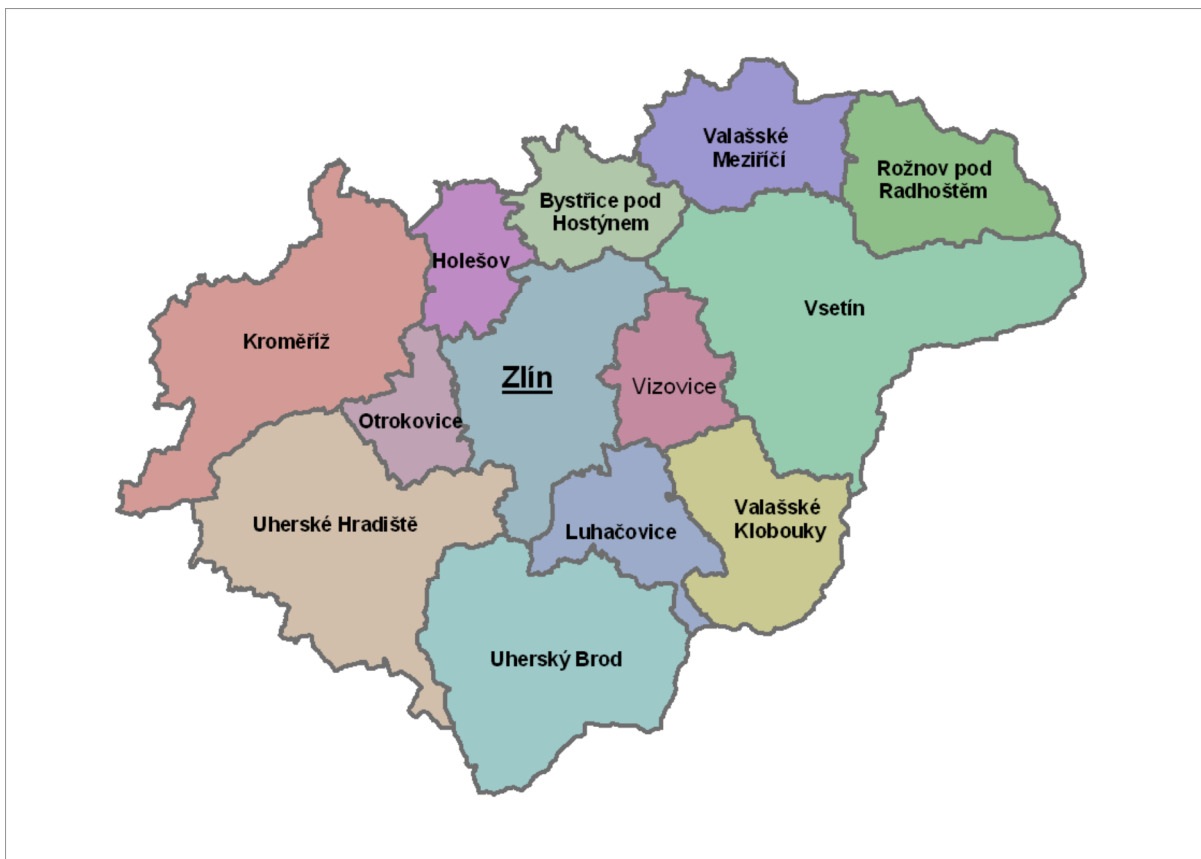 Valašské
Meziříčí
Rožnov pod
Radhoštěm
Bystřice pod
Hostýnem
Holešov
Vsetín
Kroměříž
Zlín
Vizovice
Otrokovice
Valašské
Klobouky
Uherské Hradiště
Luhačovice
Uherský Brod